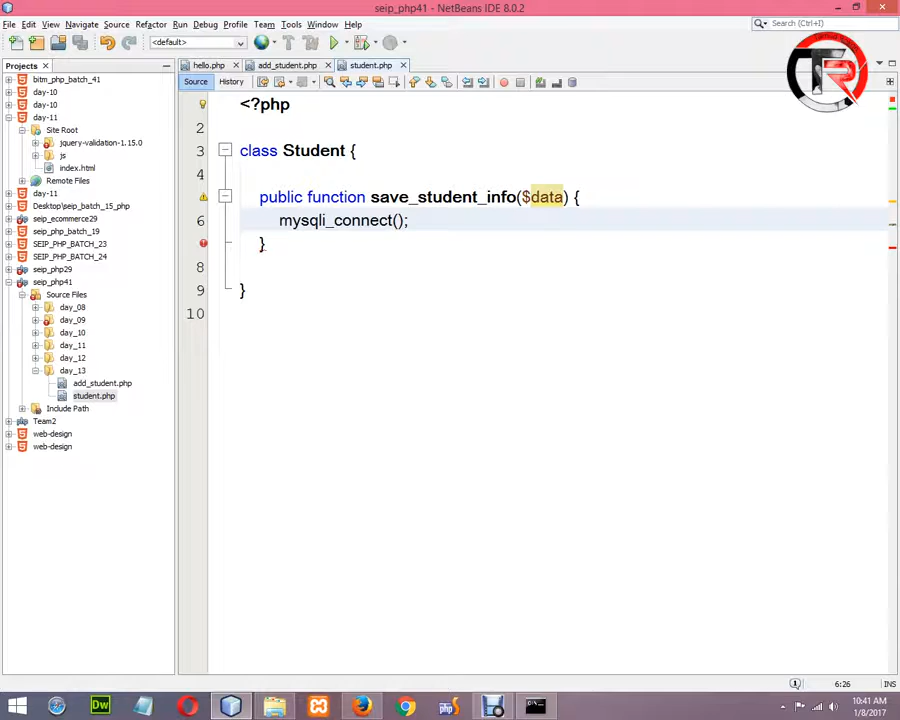 seip_php41 - NetBeans IDE 8.0.2
File Edit View Navigate Source Refactor Run Debug Profile Team Tools Window Help
Search (Ctrl+I)
<default>
Projects
hello.php
add_student.php
student.php
Source
History
bitm_php_batch_41
day-10
day-10
day-11
Site Root
jquery-validation-1.15.0
js
index.html
Remote Files
day-11
Desktop\seip_batch_15_php
seip_ecommerce29
seip_php_batch_19
SEIP_PHP_BATCH_23
SEIP_PHP_BATCH_24
seip_php29
seip_php41
Source Files
day_08
day_09
day_10
day_11
day_12
day_13
add_student.php
student.php
Include Path
Team2
web-design
web-design
<?php
2
3 class Student {
4
public function save_student_info($data) {
6 mysqli_connect();
}
8
9 }
10
6:26
INS
Dw
php
10:41 AM
1/8/2017